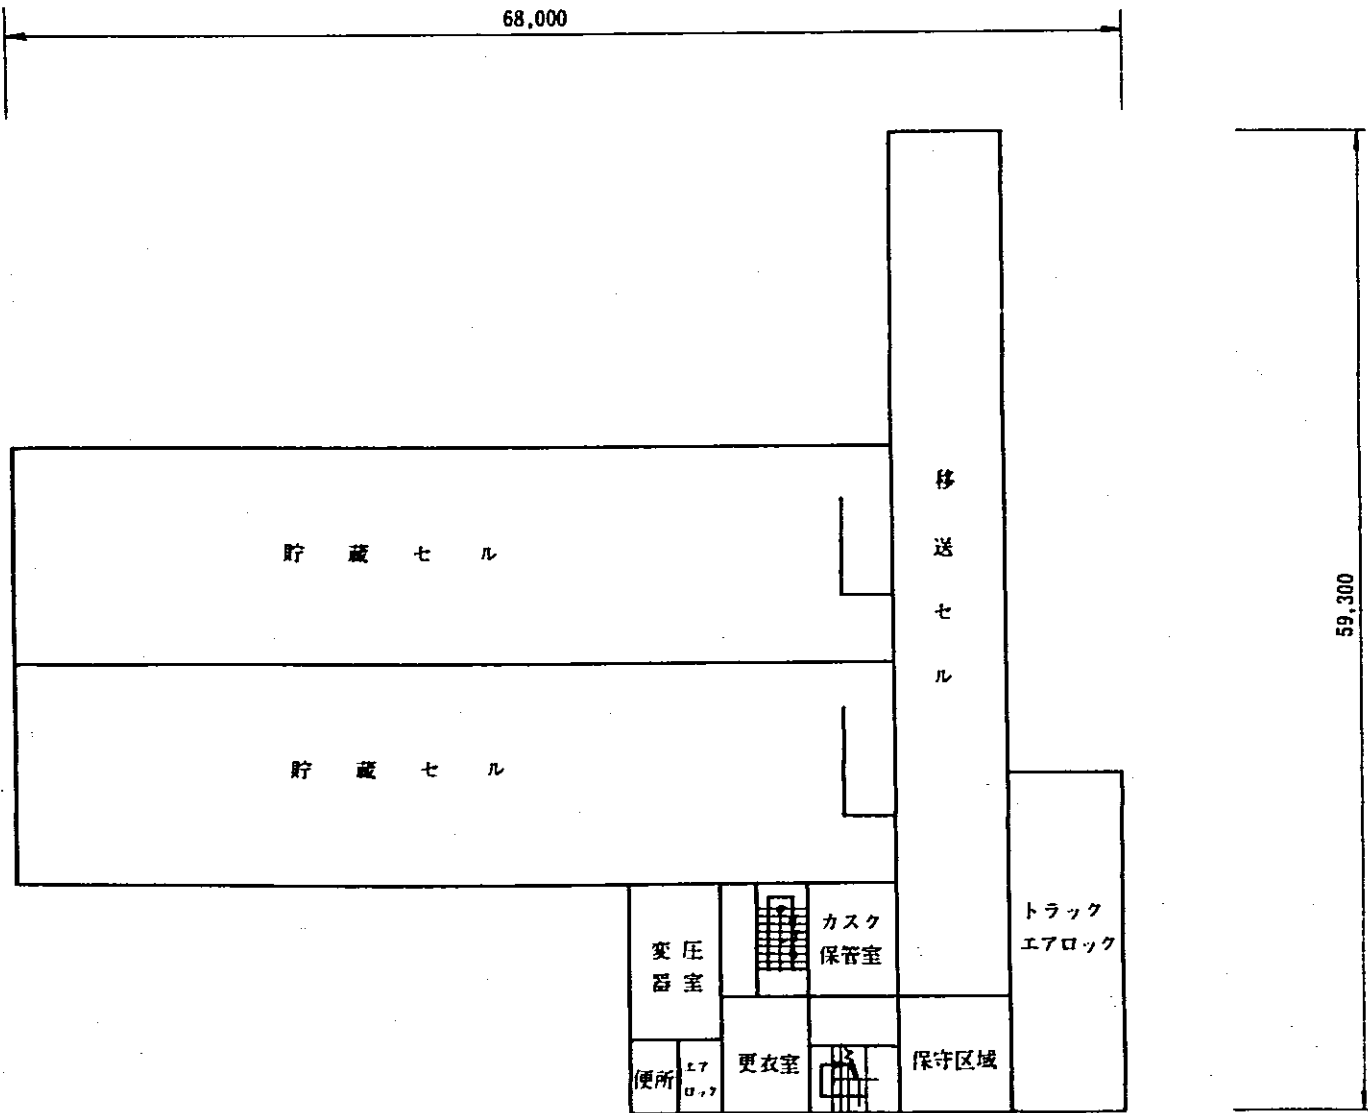 68,000
移
送
セ
ル
貯 蔵 セ ル
59,300
貯 蔵 セ ル
カスク
保管室
トラック
エアロック
変 圧
器 室
更衣室
保守区域
便所
エア
ロック